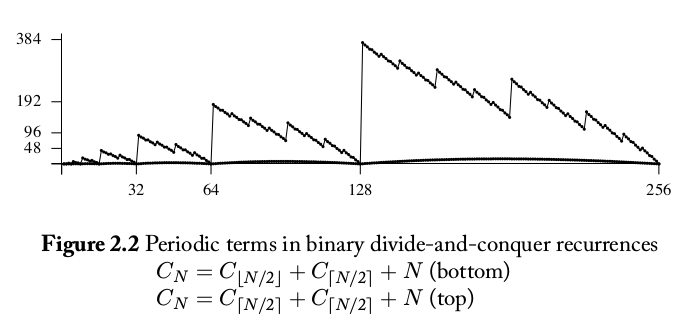 384
192
96
48
32 64 128 256
Figure 2.2 Periodic terms in binary divide-and-conquer recurrences
C_N = C_⌊N/2⌋ + C_⌈N/2⌉ + N (bottom)
C_N = C_⌈N/2⌉ + C_⌈N/2⌉ + N (top)